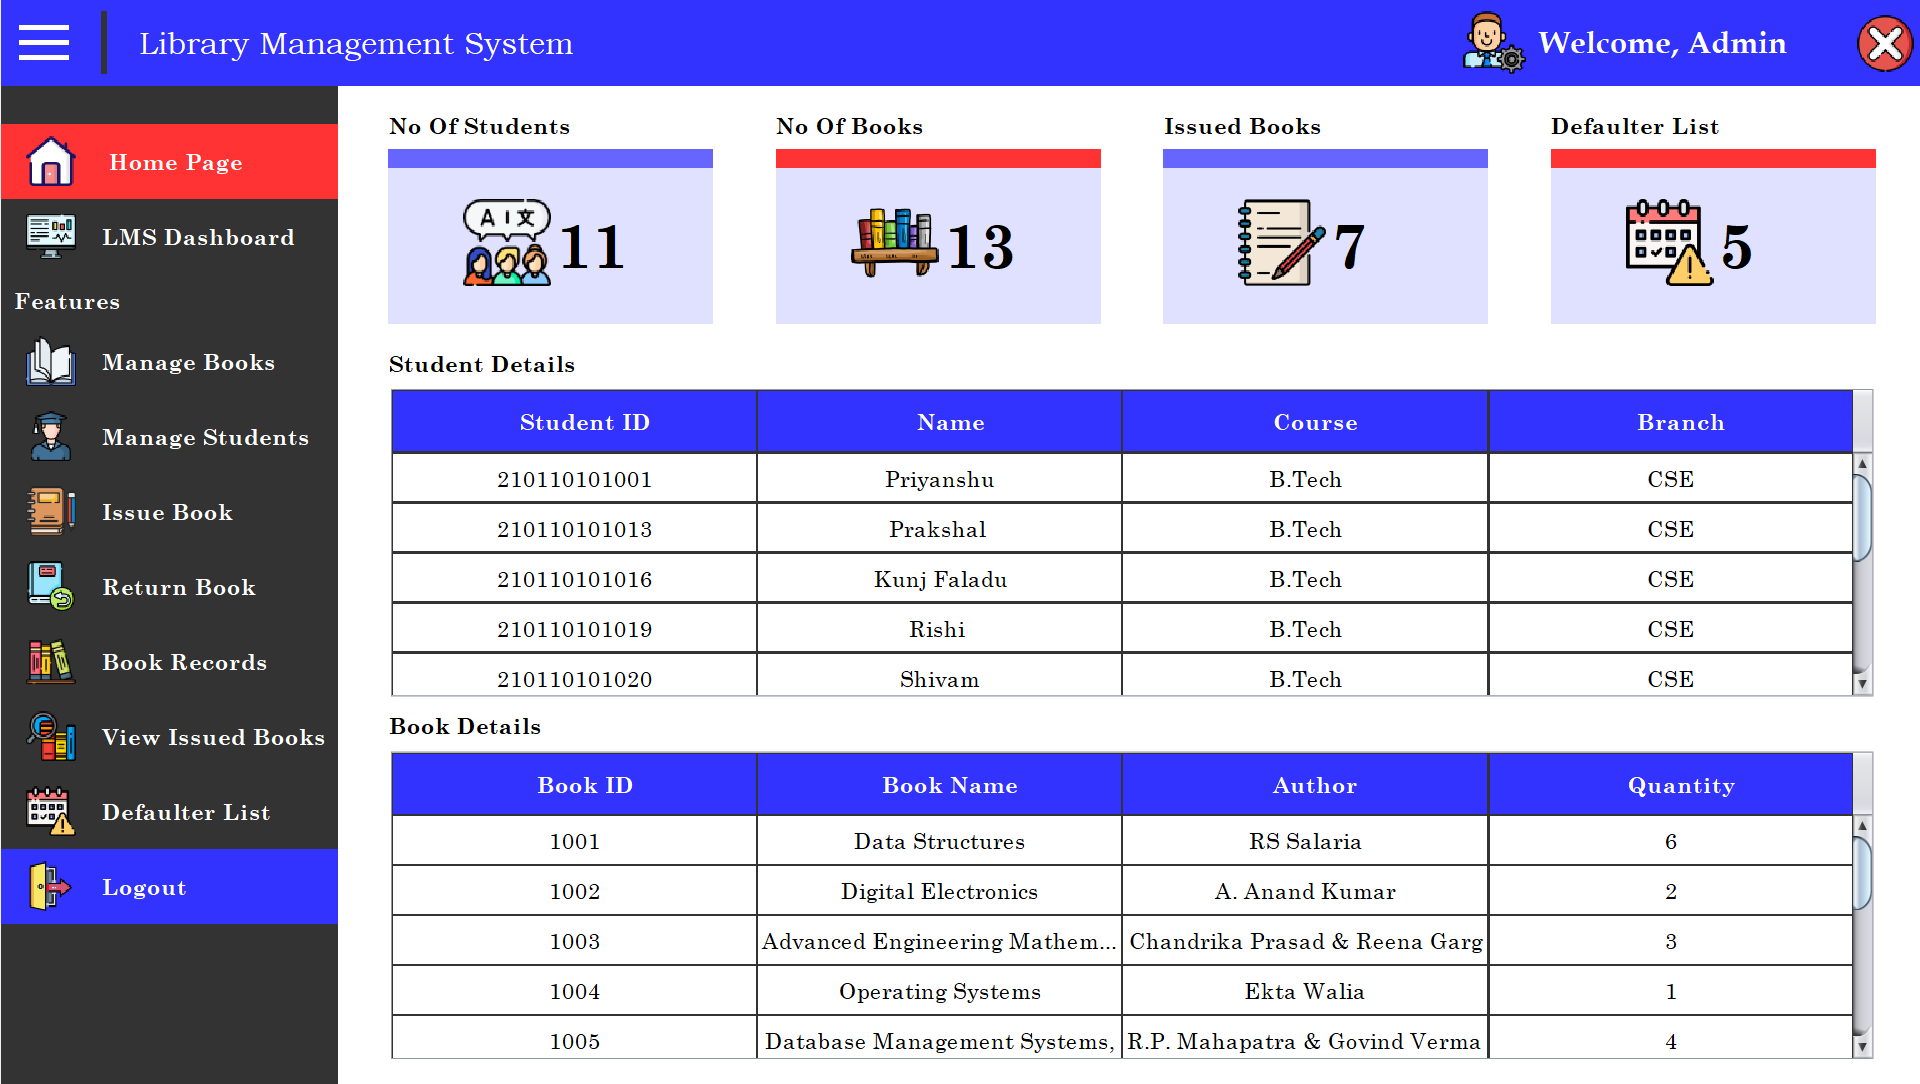 Library Management System
Welcome, Admin
Home Page
LMS Dashboard
Features
Manage Books
Manage Students
Issue Book
Return Book
Book Records
View Issued Books
Defaulter List
Logout
No Of Students
No Of Books
Issued Books
Defaulter List
A 文
11
13
7
5
Student Details
Student ID Name Course Branch
210110101001 Priyanshu B.Tech CSE
210110101013 Prakshal B.Tech CSE
210110101016 Kunj Faladu B.Tech CSE
210110101019 Rishi B.Tech CSE
210110101020 Shivam B.Tech CSE
Book Details
Book ID Book Name Author Quantity
1001 Data Structures RS Salaria 6
1002 Digital Electronics A. Anand Kumar 2
1003 Advanced Engineering Mathem... Chandrika Prasad & Reena Garg 3
1004 Operating Systems Ekta Walia 1
1005 Database Management Systems, R.P. Mahapatra & Govind Verma 4